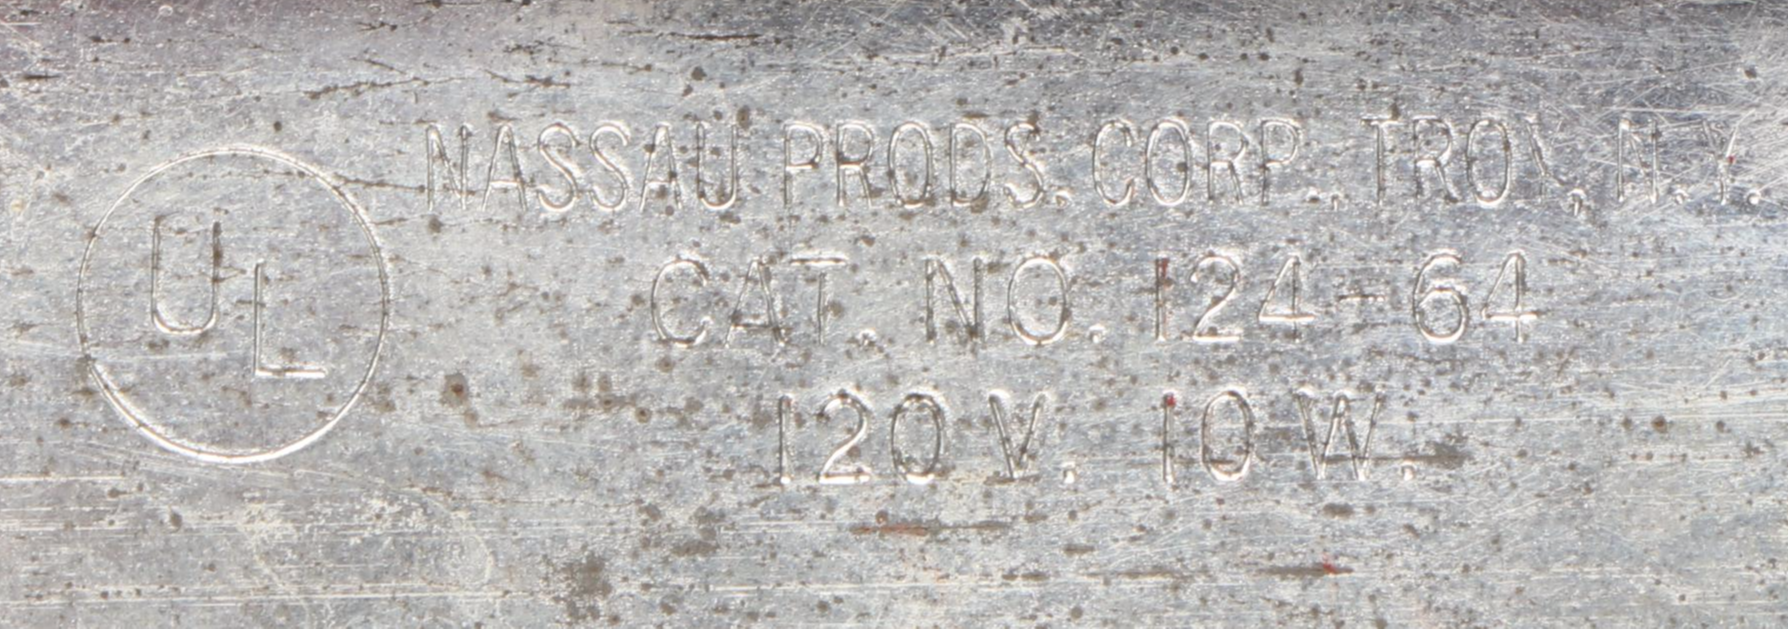 UL
NASSAU PRODS. CORP., TROY, N.Y.
CAT. NO. 124-64
120 V. 10 W.